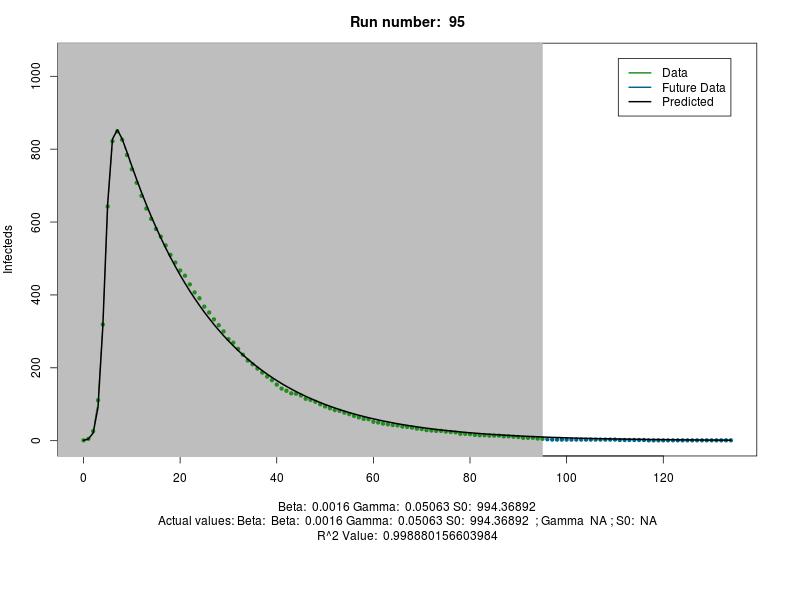 Run number: 95
1000
800
600
400
200
0
Infecteds
Data
Future Data
Predicted
0 20 40 60 80 100 120
Beta: 0.0016 Gamma: 0.05063 S0: 994.36892
Actual values: Beta: Beta: 0.0016 Gamma: 0.05063 S0: 994.36892 ; Gamma NA ; S0: NA
R^2 Value: 0.998880156603984